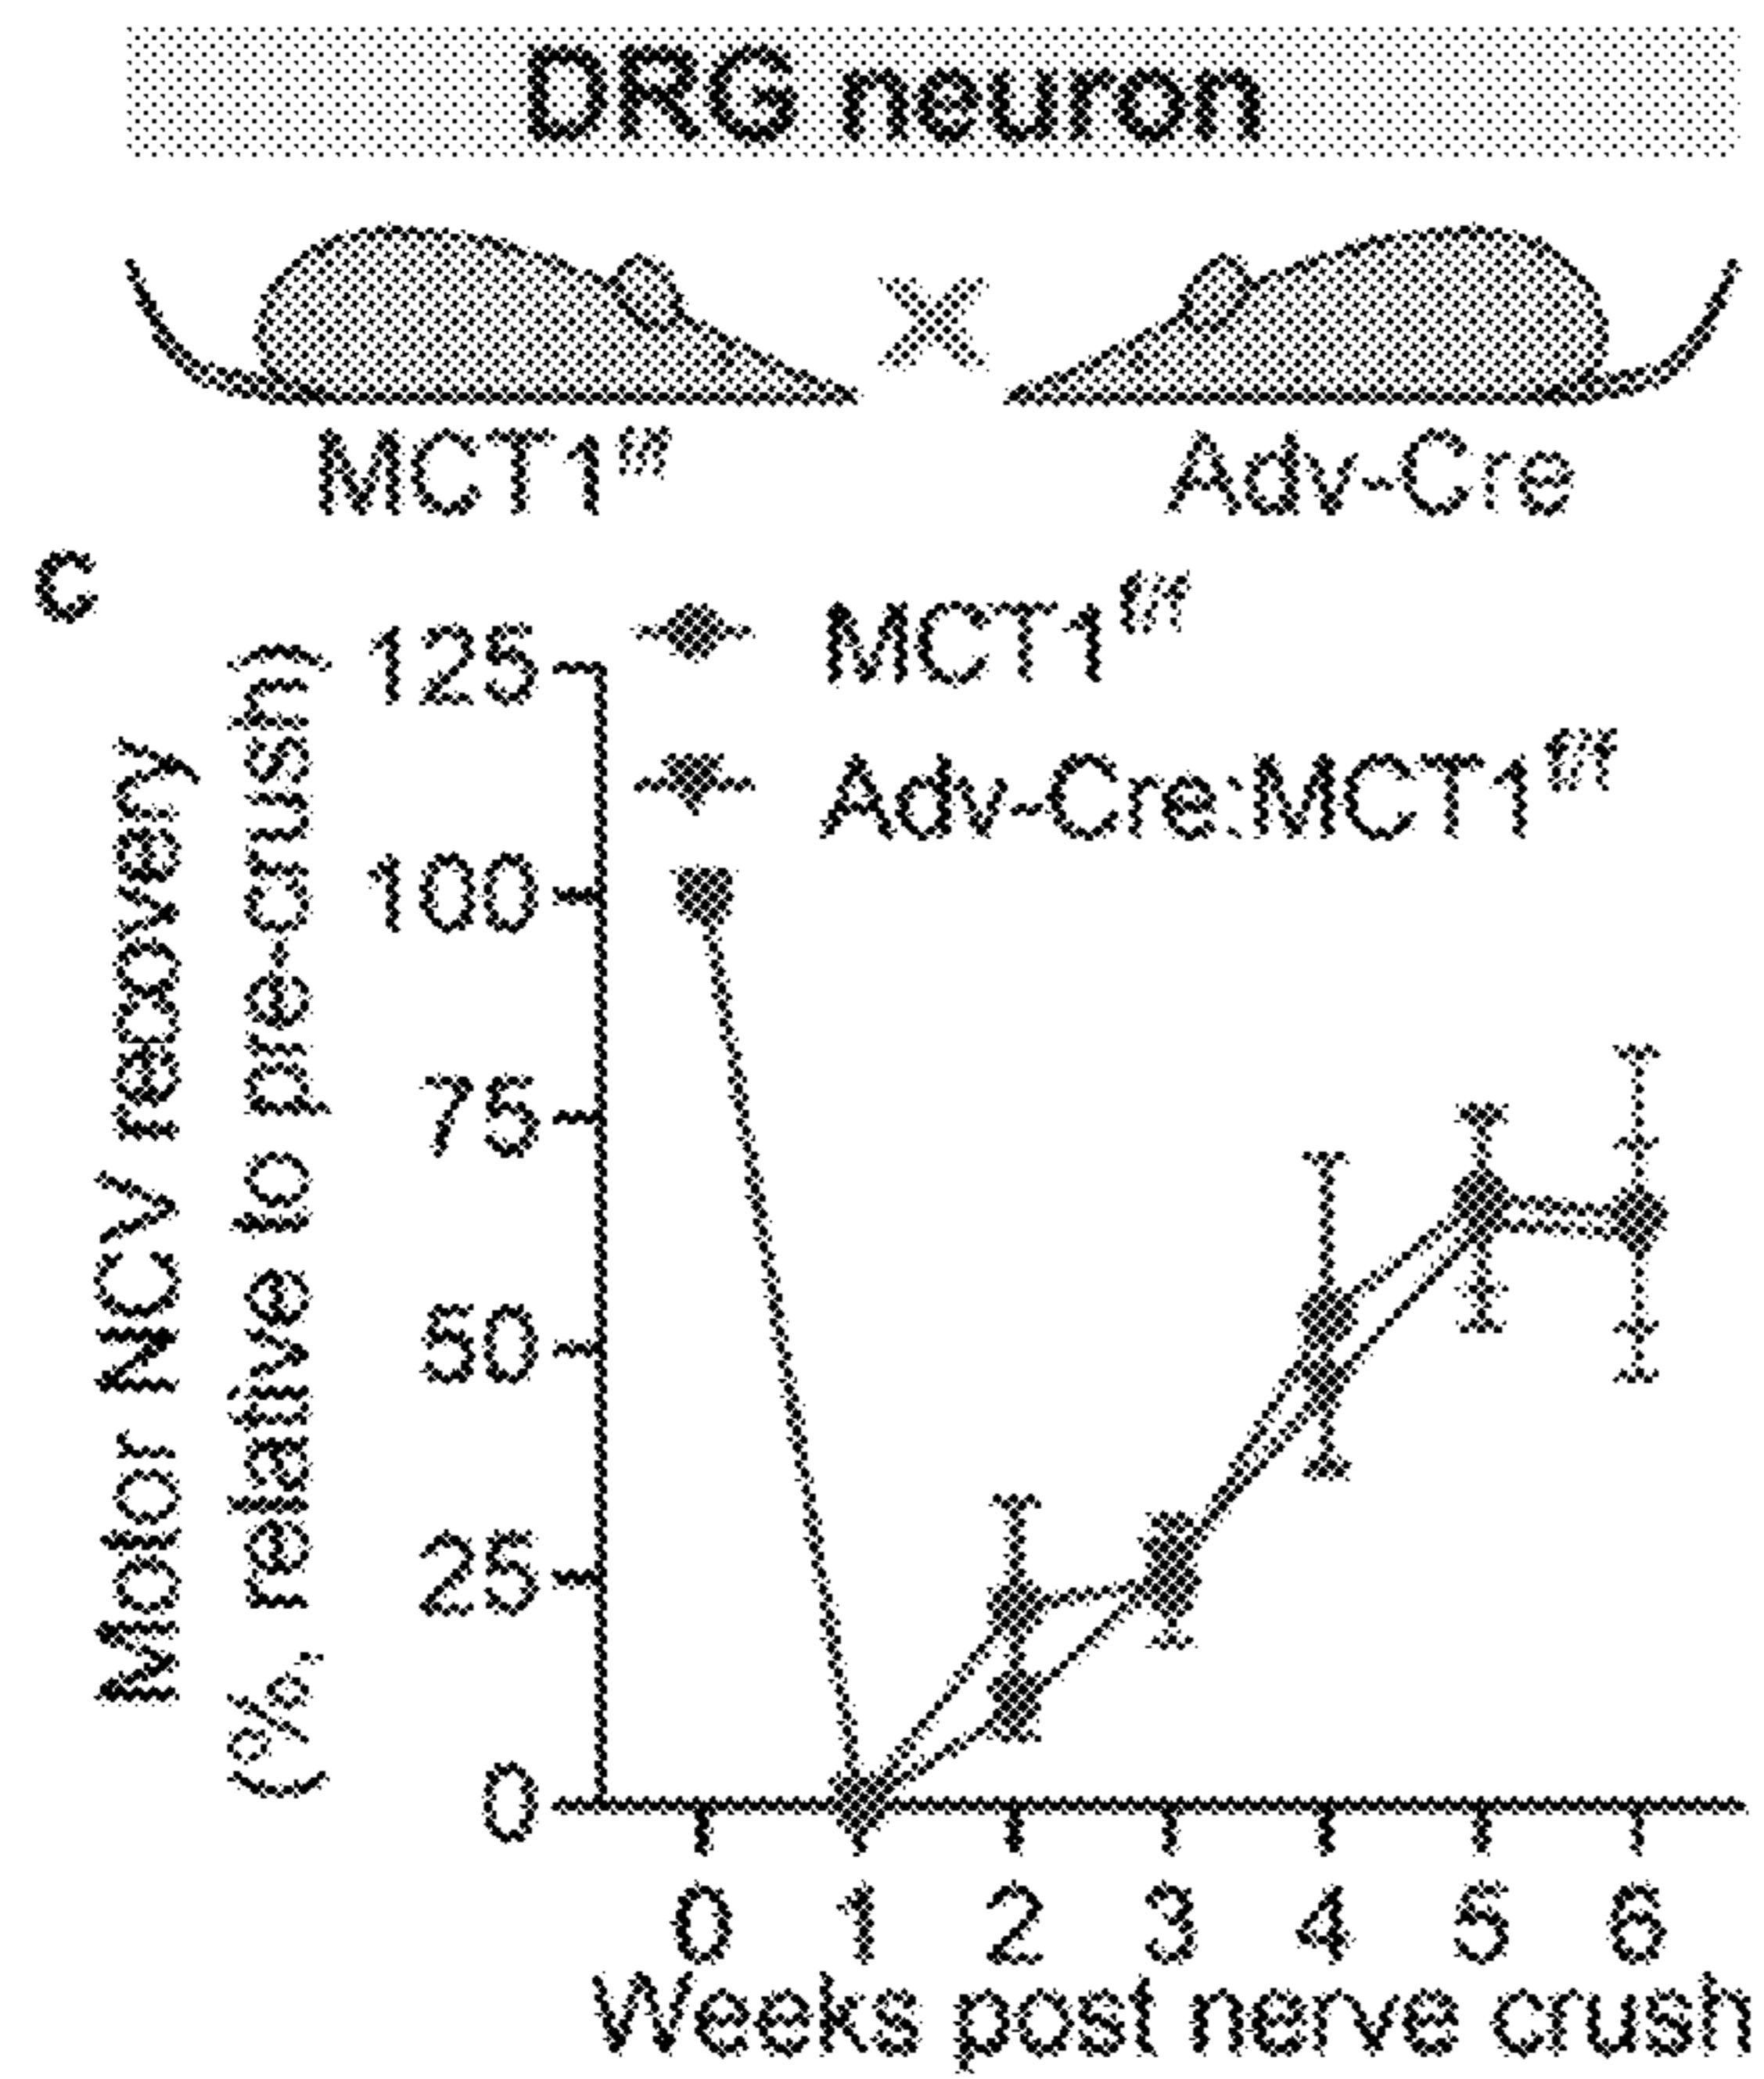 DRG neuron
MCT1f/f
Adv-Cre
c
MCT1f/f
Adv-Cre:MCT1f/f
Motor NCV recovery
(%, relative to pre-crush)
125
100
75
50
25
0
0 1 2 3 4 5 6
Weeks post nerve crush